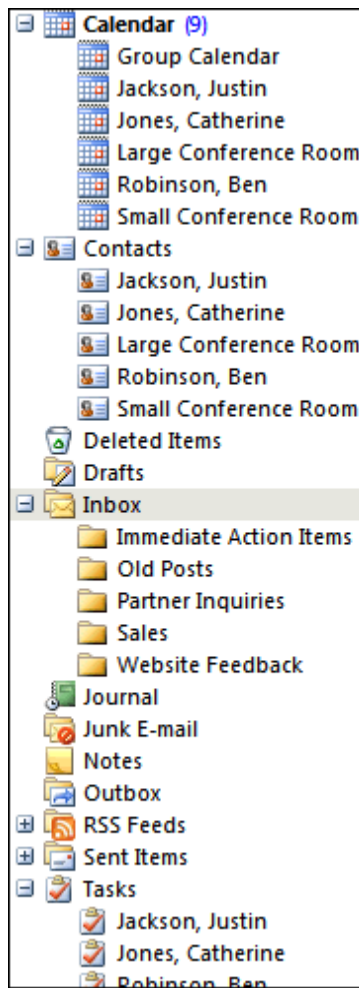 Calendar (9)
Group Calendar
Jackson, Justin
Jones, Catherine
Large Conference Room
Robinson, Ben
Small Conference Room
Contacts
Jackson, Justin
Jones, Catherine
Large Conference Room
Robinson, Ben
Small Conference Room
Deleted Items
Drafts
Inbox
Immediate Action Items
Old Posts
Partner Inquiries
Sales
Website Feedback
Journal
Junk E-mail
Notes
Outbox
RSS Feeds
Sent Items
Tasks
Jackson, Justin
Jones, Catherine
Robinson, Ben